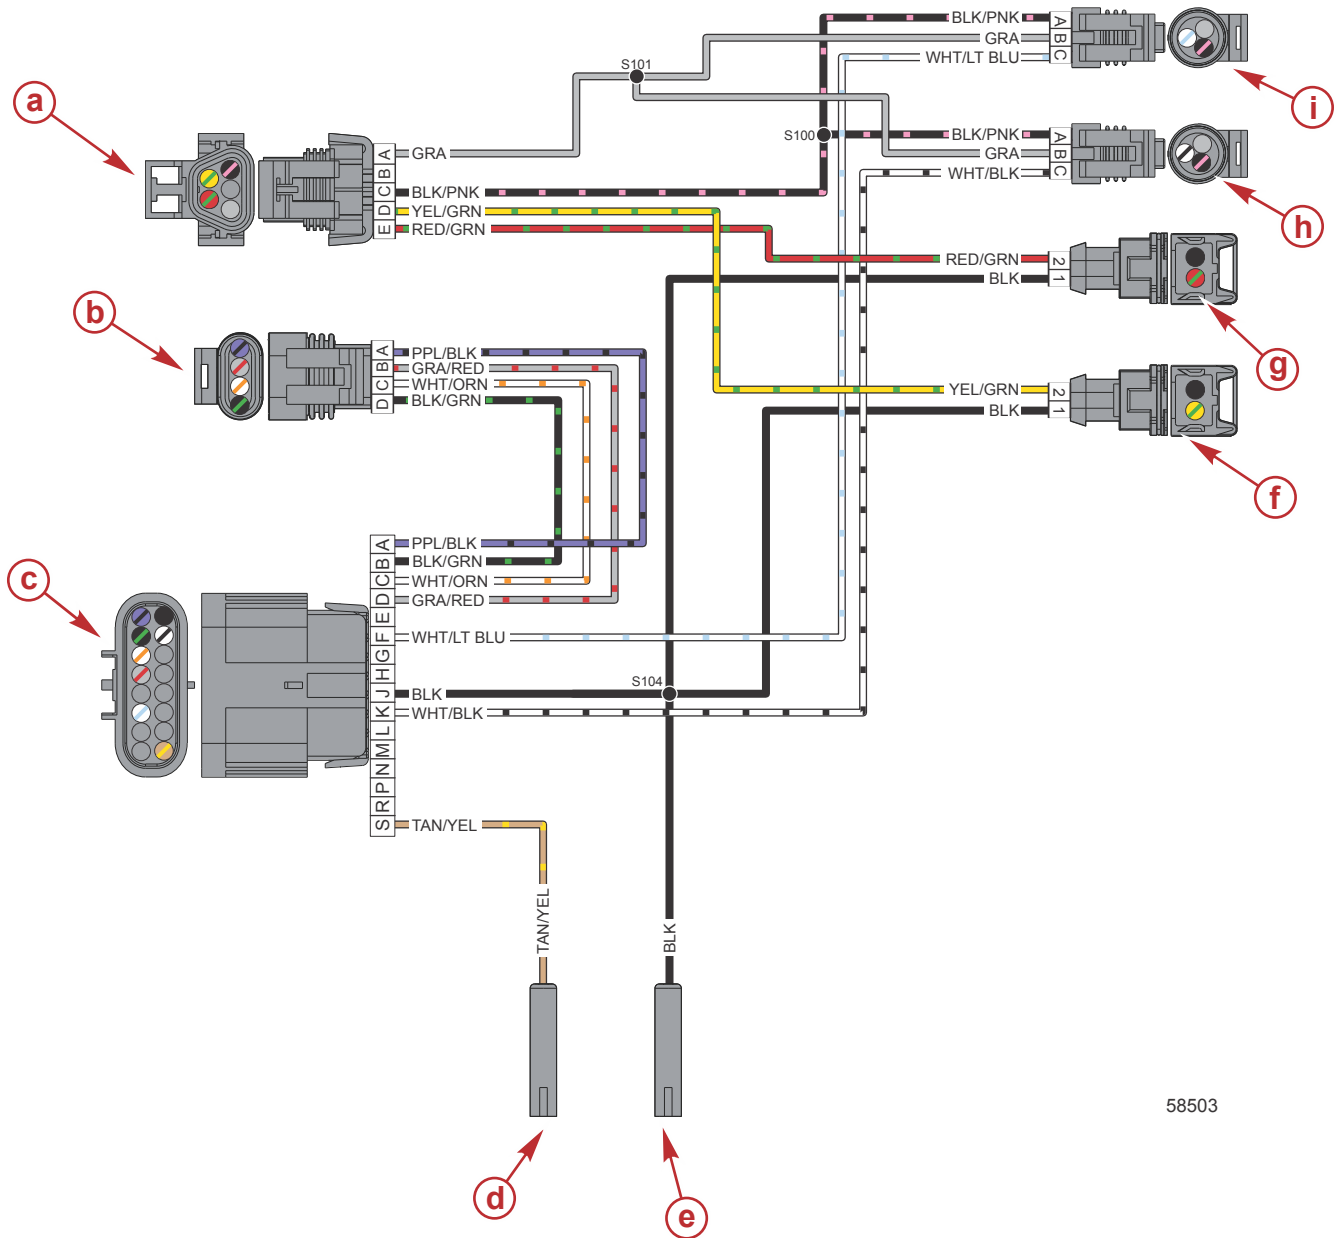 BLK/PNK A
GRA B
WHT/LT BLU C
i
S101
a
S100
BLK/PNK A
GRA B
WHT/BLK C
h
A GRA
B
C BLK/PNK
D YEL/GRN
E RED/GRN
RED/GRN 2
BLK 1
g
b
A PPL/BLK
B GRA/RED
C WHT/ORN
D BLK/GRN
YEL/GRN 2
BLK 1
f
c
A PPL/BLK
B BLK/GRN
C WHT/ORN
D GRA/RED
E
F WHT/LT BLU
G
H
J BLK
K WHT/BLK
L
M
N
P
R
S TAN/YEL
S104
TAN/YEL
BLK
d
e
58503